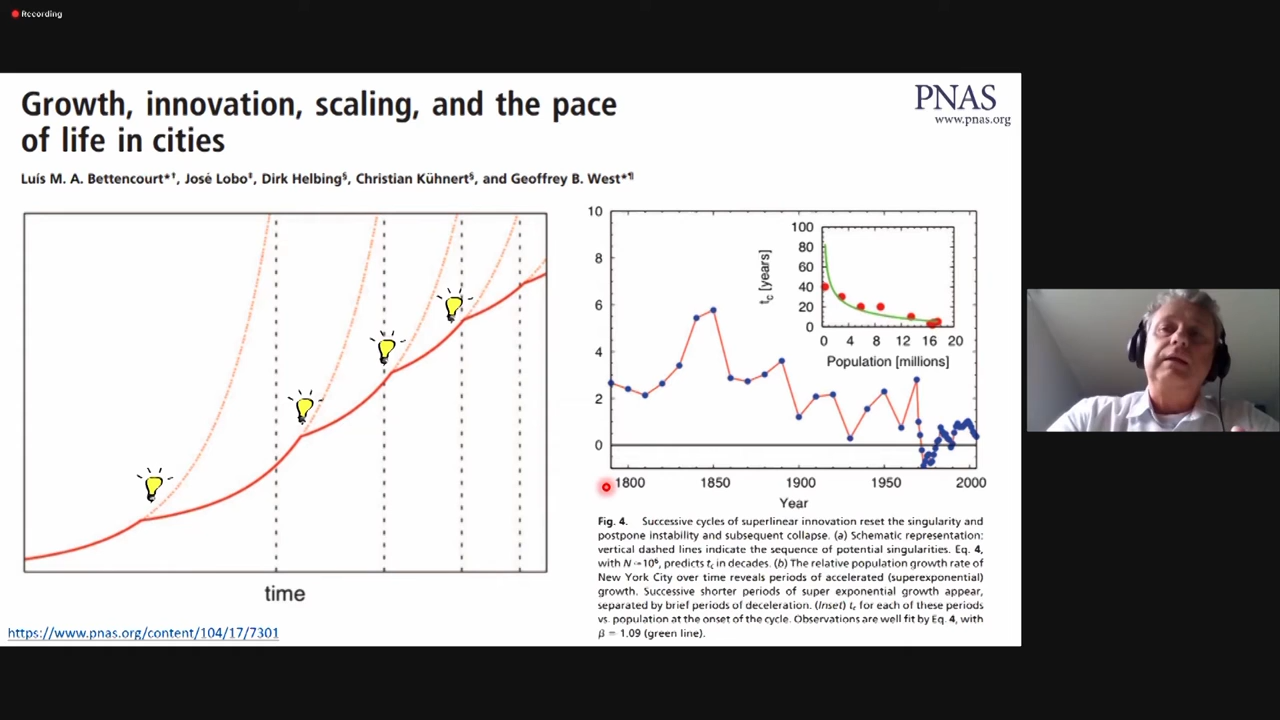 Recording
Growth, innovation, scaling, and the pace
of life in cities
PNAS
www.pnas.org
Luís M. A. Bettencourt*†, José Lobo‡, Dirk Helbing§, Christian Kühnert§, and Geoffrey B. West*¶
time
10
8
6
4
2
0
1800 1850 1900 1950 2000
Year
100
80
60
40
20
0
tc [years]
0 4 8 12 16 20
Population [millions]
Fig. 4. Successive cycles of superlinear innovation reset the singularity and
postpone instability and subsequent collapse. (a) Schematic representation:
vertical dashed lines indicate the sequence of potential singularities. Eq. 4,
with N ~10⁶, predicts tc in decades. (b) The relative population growth rate of
New York City over time reveals periods of accelerated (superexponential)
growth. Successive shorter periods of super exponential growth appear,
separated by brief periods of deceleration. (Inset) tc for each of these periods
vs. population at the onset of the cycle. Observations are well fit by Eq. 4, with
β = 1.09 (green line).
https://www.pnas.org/content/104/17/7301